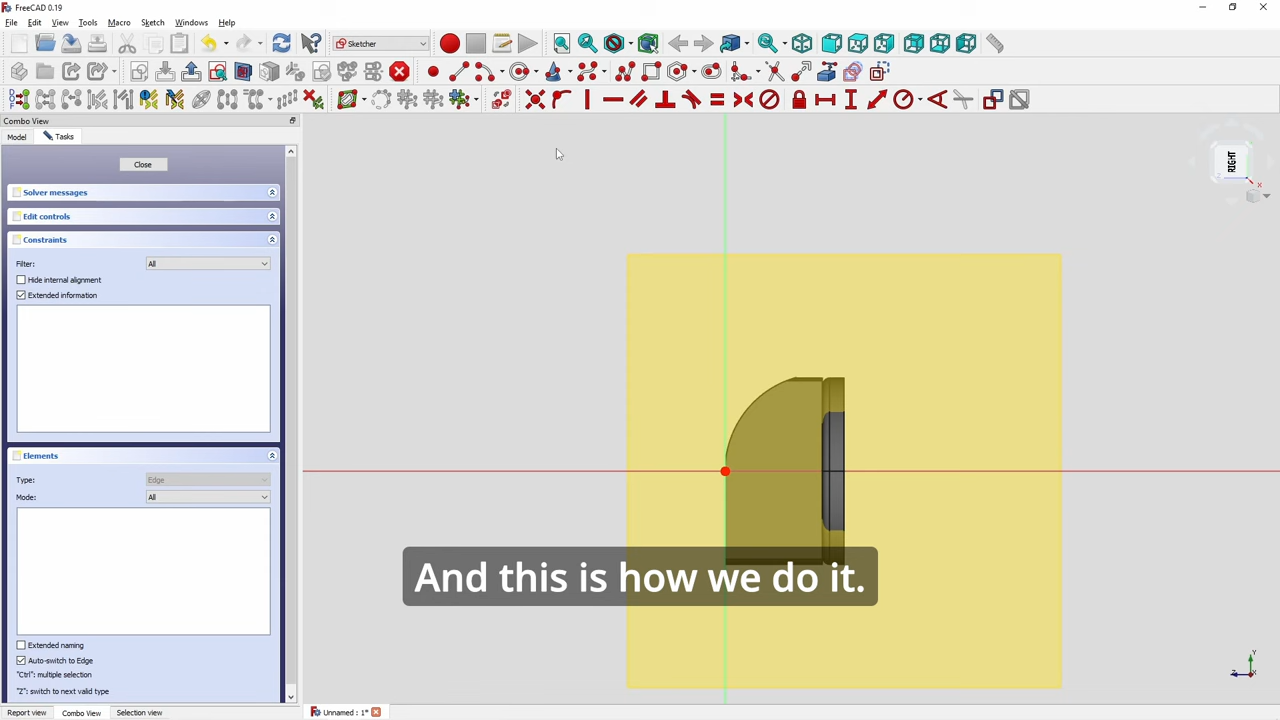 FreeCAD 0.19
File Edit View Tools Macro Sketch Windows Help
Sketcher
Combo View
Model Tasks
RIGHT
Close
Solver messages
Edit controls
Constraints
Filter: All
Hide internal alignment
Extended information
Elements
Type: Edge
Mode: All
And this is how we do it.
Extended naming
Auto-switch to Edge
"Ctrl": multiple selection
"Z": switch to next valid type
Report view Combo View Selection view Unnamed : 1*